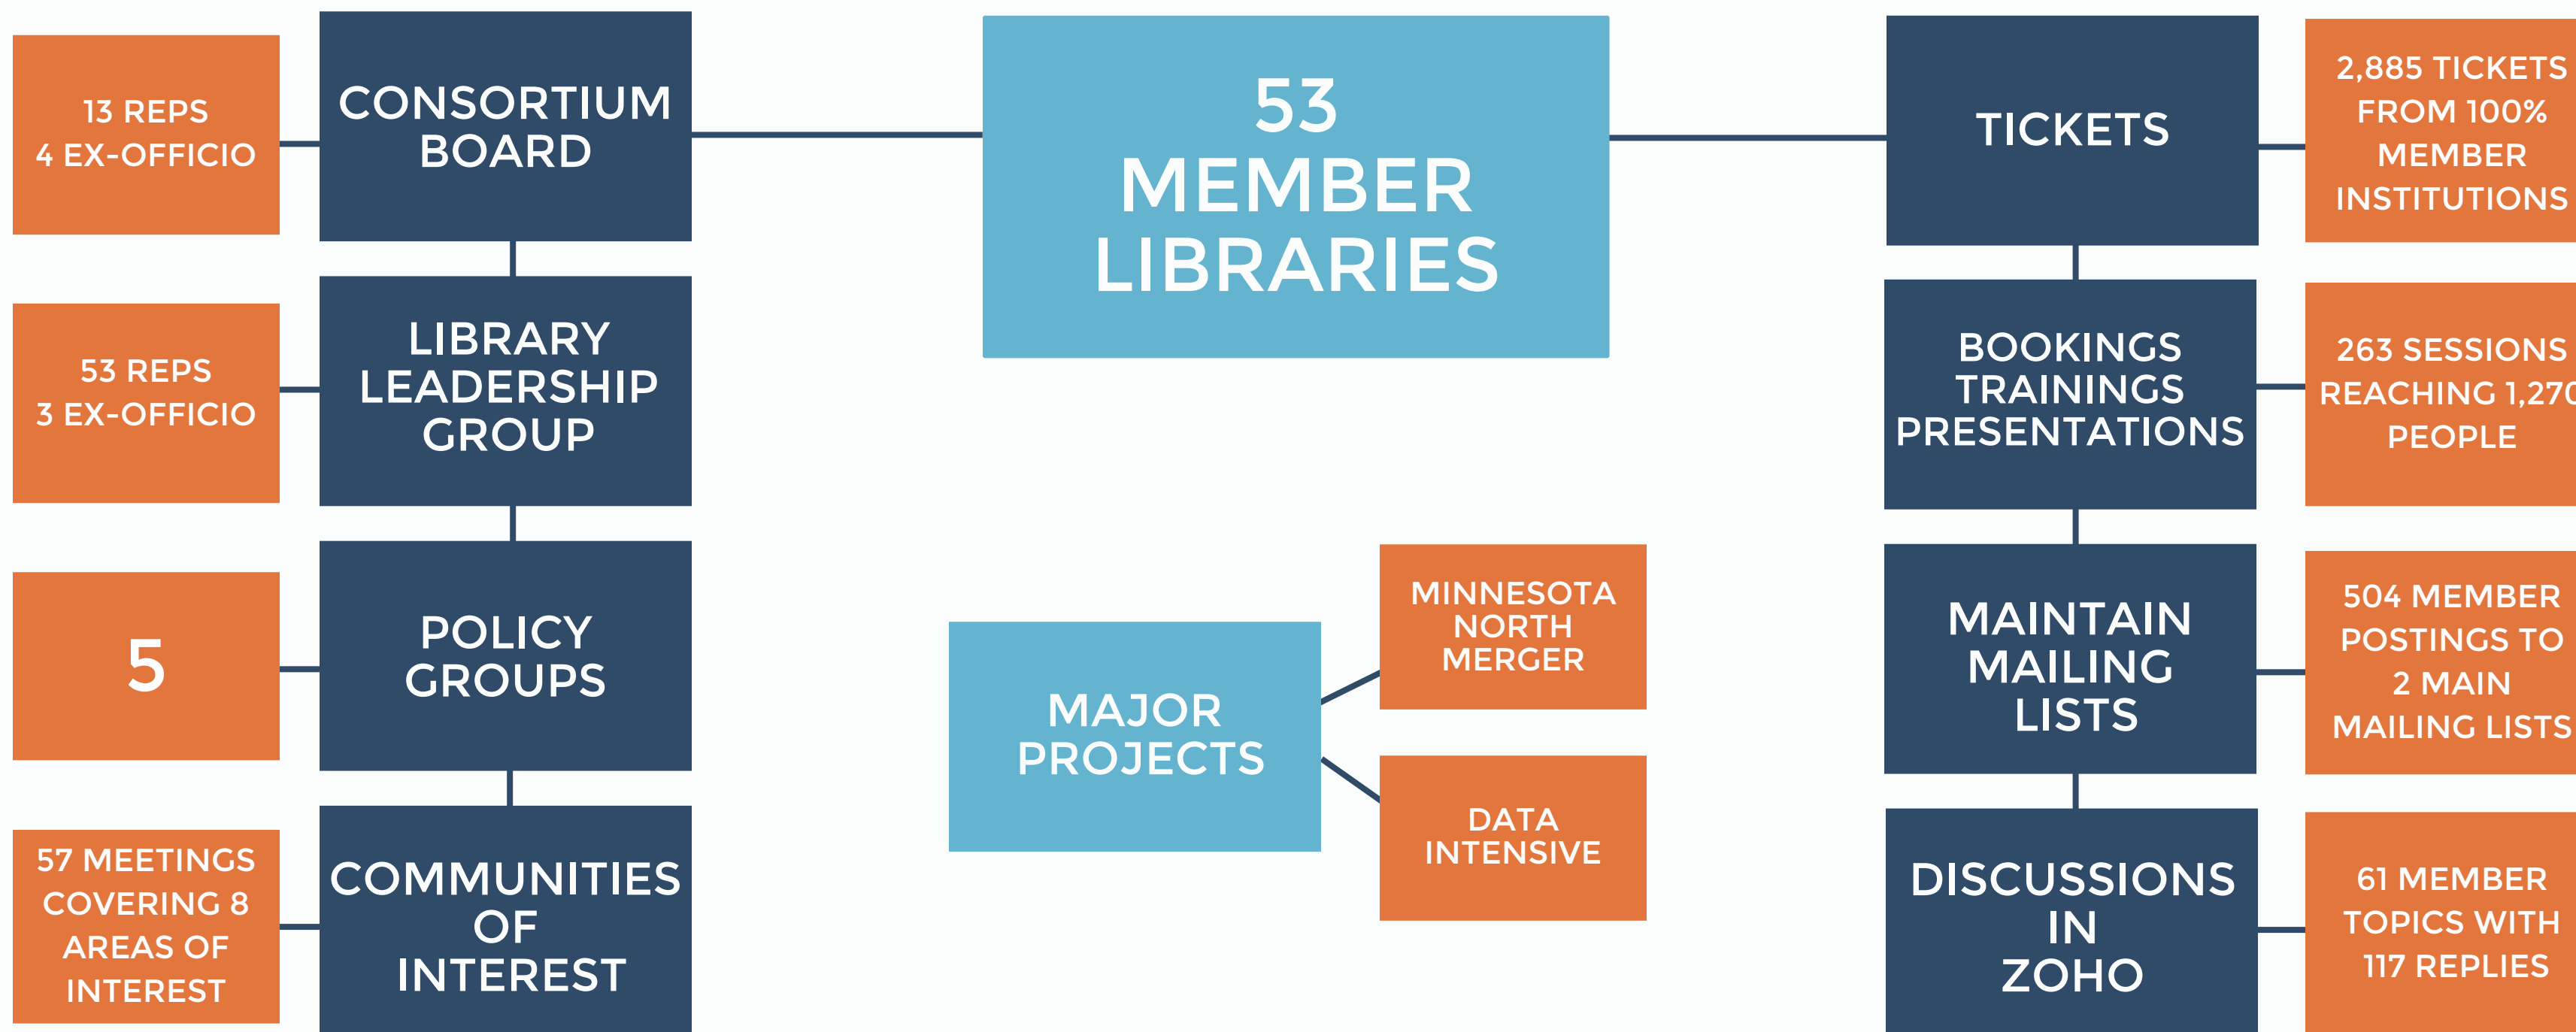 13 REPS
4 EX-OFFICIO
CONSORTIUM
BOARD
53 REPS
3 EX-OFFICIO
LIBRARY
LEADERSHIP
GROUP
5
POLICY
GROUPS
57 MEETINGS
COVERING 8
AREAS OF
INTEREST
COMMUNITIES
OF
INTEREST
53
MEMBER
LIBRARIES
MAJOR
PROJECTS
MINNESOTA
NORTH
MERGER
DATA
INTENSIVE
TICKETS
2,885 TICKETS
FROM 100%
MEMBER
INSTITUTIONS
BOOKINGS
TRAININGS
PRESENTATIONS
263 SESSIONS
REACHING 1,270
PEOPLE
MAINTAIN
MAILING
LISTS
504 MEMBER
POSTINGS TO
2 MAIN
MAILING LISTS
DISCUSSIONS
IN
ZOHO
61 MEMBER
TOPICS WITH
117 REPLIES